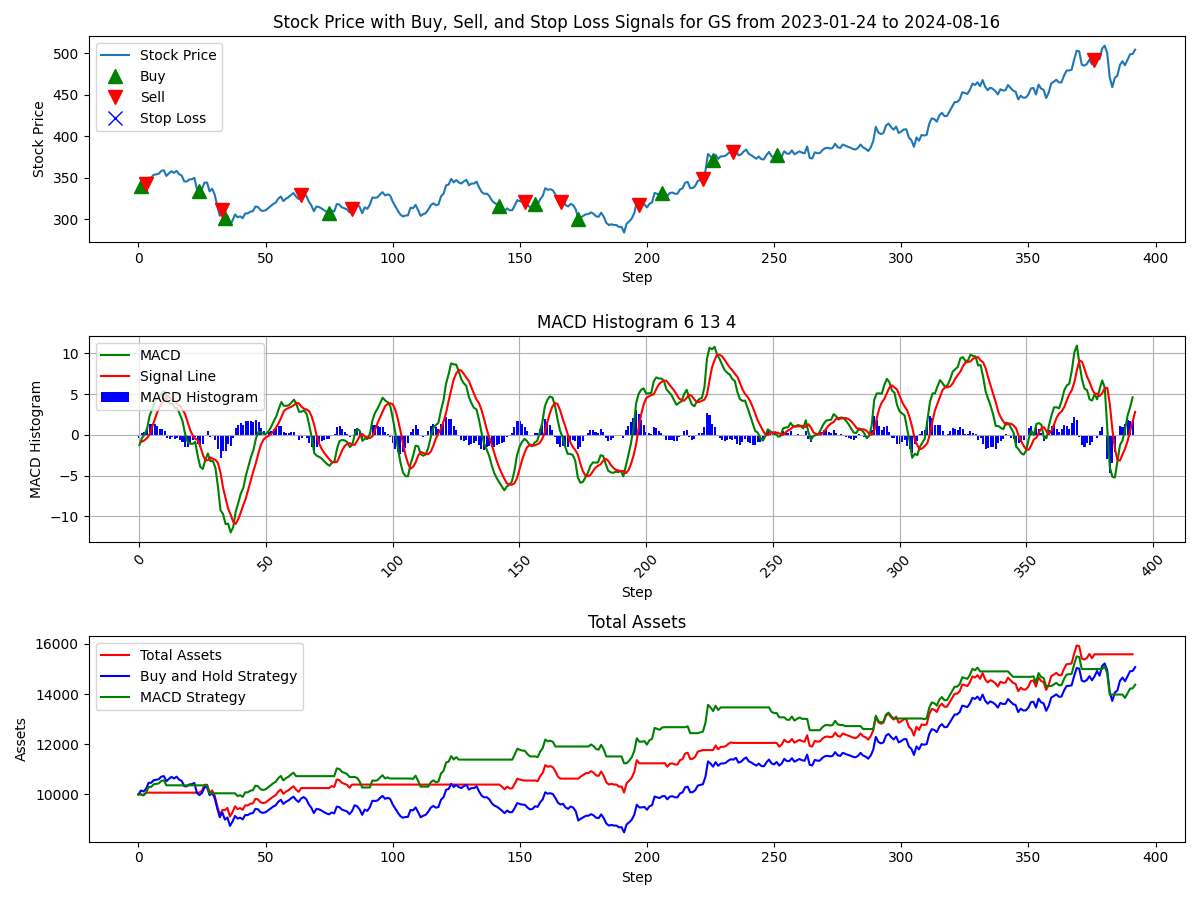 Stock Price with Buy, Sell, and Stop Loss Signals for GS from 2023-01-24 to 2024-08-16
Stock Price
500
450
400
350
300
Stock Price
Buy
Sell
Stop Loss
0 50 100 150 200 250 300 350 400
Step
MACD Histogram 6 13 4
MACD Histogram
10
5
0
−5
−10
MACD
Signal Line
MACD Histogram
0 50 100 150 200 250 300 350 400
Step
Total Assets
Assets
16000
14000
12000
10000
Total Assets
Buy and Hold Strategy
MACD Strategy
0 50 100 150 200 250 300 350 400
Step